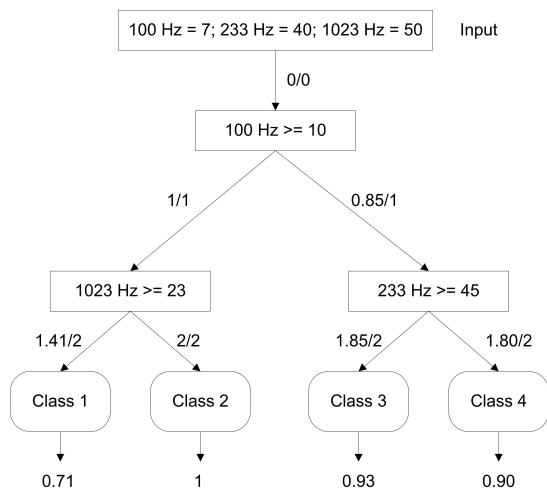 100 Hz = 7; 233 Hz = 40; 1023 Hz = 50 Input
0/0
100 Hz >= 10
1/1 0.85/1
1023 Hz >= 23 233 Hz >= 45
1.41/2 2/2 1.85/2 1.80/2
Class 1 Class 2 Class 3 Class 4
0.71 1 0.93 0.90